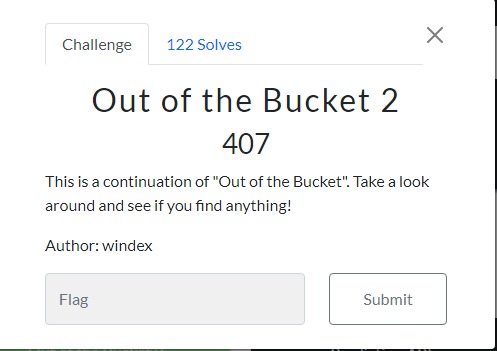 Challenge
122 Solves
Out of the Bucket 2
407
This is a continuation of "Out of the Bucket". Take a look
around and see if you find anything!
Author: windex
Flag
Submit